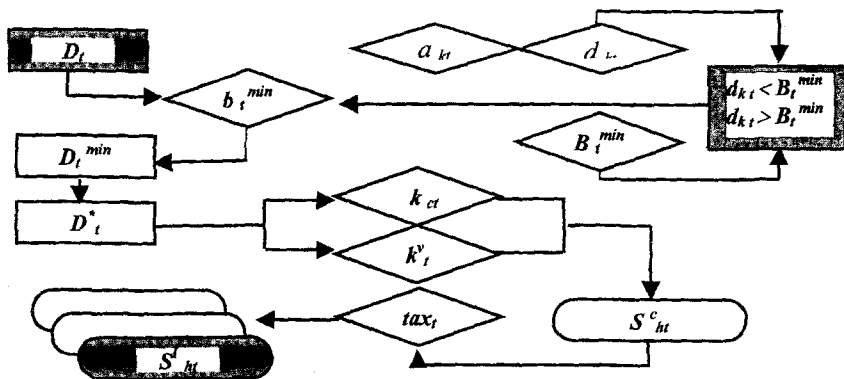 D_t
a_kt
d_kt
b_t^min
d_kt < B_t^min
d_kt > B_t^min
B_t^min
D_t^min
D^*_t
k_ct
k^v_t
tax_t
S^c_ht
S^f_ht